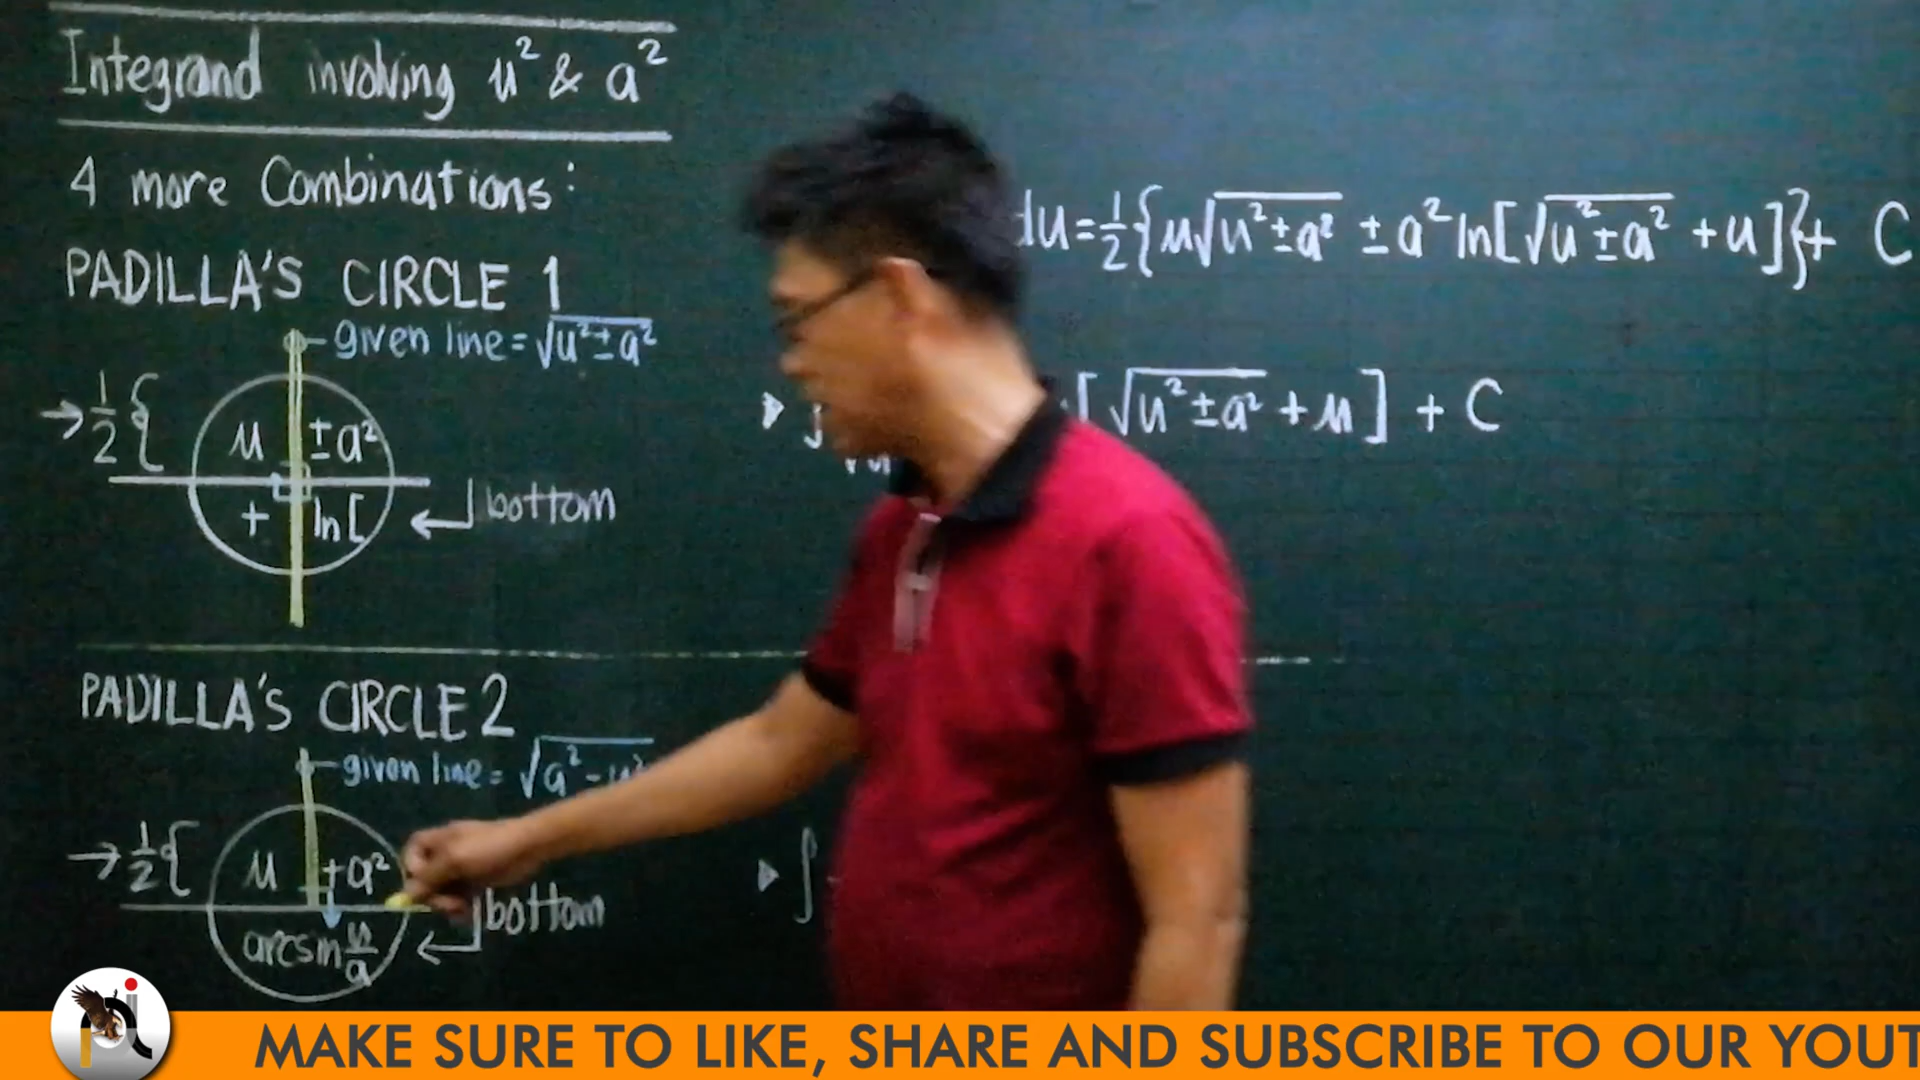 Integrand involving u² & a²
4 more Combinations:
PADILLA'S CIRCLE 1
given line = √u²±a²
→ 1/2 {
u ±a²
+ ln [
bottom
du = 1/2 {u√u²±a² ± a² ln[√u²±a² + u]} + C
∫
√u
[√u²±a² + u] + C
PADILLA'S CIRCLE 2
given line = √a²-u²
→ 1/2 {
u +a²
arcsin u/a
bottom
∫
MAKE SURE TO LIKE, SHARE AND SUBSCRIBE TO OUR YOUT